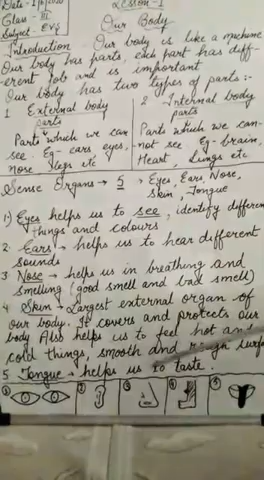 Date - 1/6/2020
Class - III
Subject - E.V.S
Lesson - 1
Our Body
Introduction - Our body is like a machine
Our body has parts, each part has diff-
erent job and is important
Our body has two types of parts :-
1 External body
parts
Parts which we can
see. Eg - ears eyes,
nose legs etc
2 Internal body
parts
Parts which we can-
not see Eg - brain,
Heart, Lungs etc
Sense Organs → 5 → Eyes, Ears, Nose,
Skin, Tongue
1) Eyes helps us to see, identify differen
things and colours
2 Ears - helps us to hear different
sounds
3 Nose - helps us in breathing and
smelling (good smell and bad smell)
4 Skin - Largest external organ of
our body. It covers and protects our
body Also helps us to feel hot and
cold things, smooth and rough surf
5 Tongue - helps us to taste.